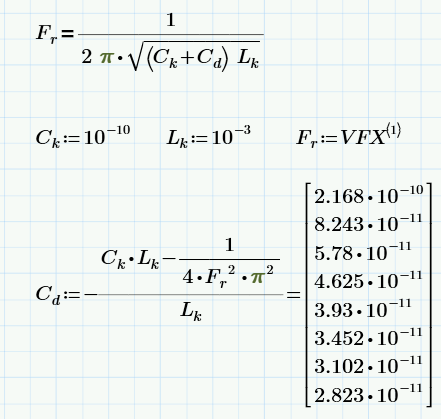 F_r = 1 / (2 π·√((C_k+C_d) L_k))
C_k:=10^−10 L_k:=10^−3 F_r:=VFX^⟨1⟩
C_d:=−(C_k·L_k−1/(4·F_r^2·π^2))/L_k = [2.168·10^−10
8.243·10^−11
5.78·10^−11
4.625·10^−11
3.93·10^−11
3.452·10^−11
3.102·10^−11
2.823·10^−11]